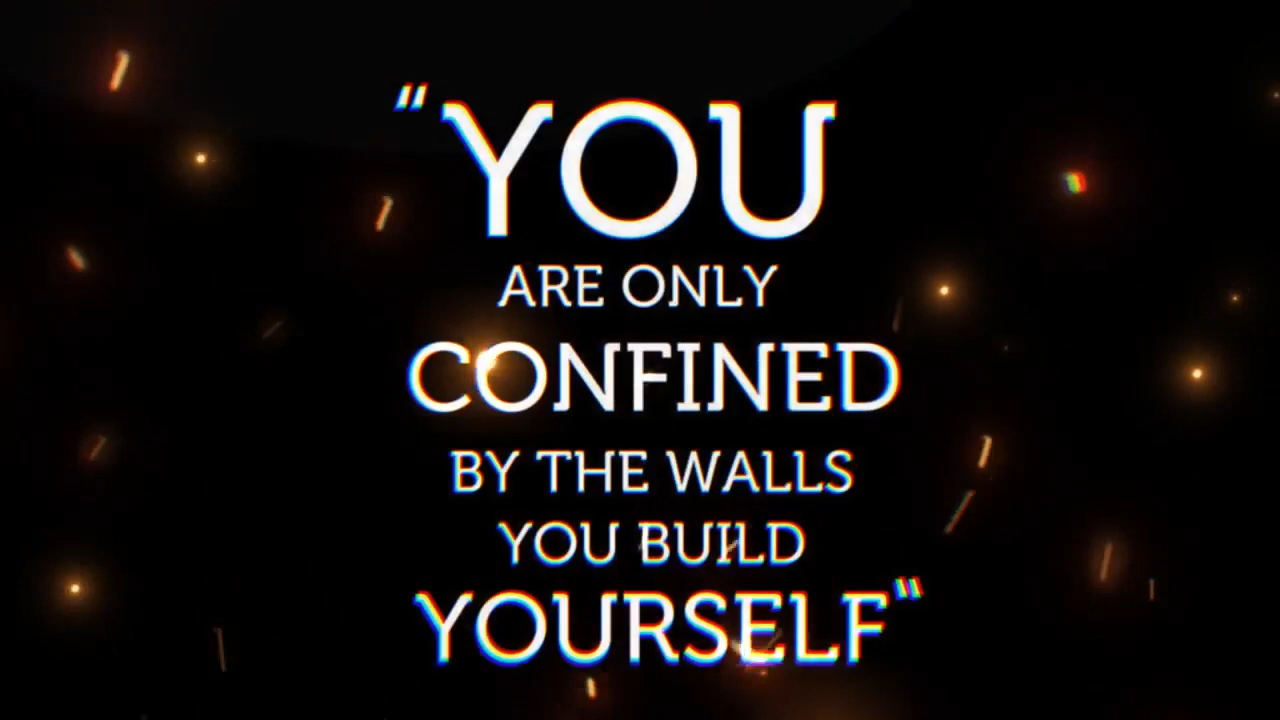 "YOU
ARE ONLY
CONFINED
BY THE WALLS
YOU BUILD
YOURSELF"